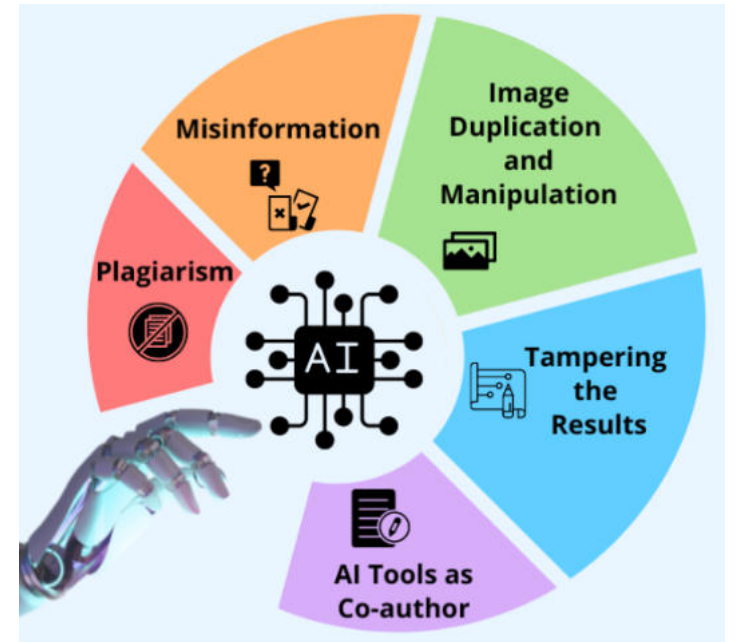 Misinformation
?
Image
Duplication
and
Manipulation
Plagiarism
AI
Tampering
the
Results
AI Tools as
Co-author